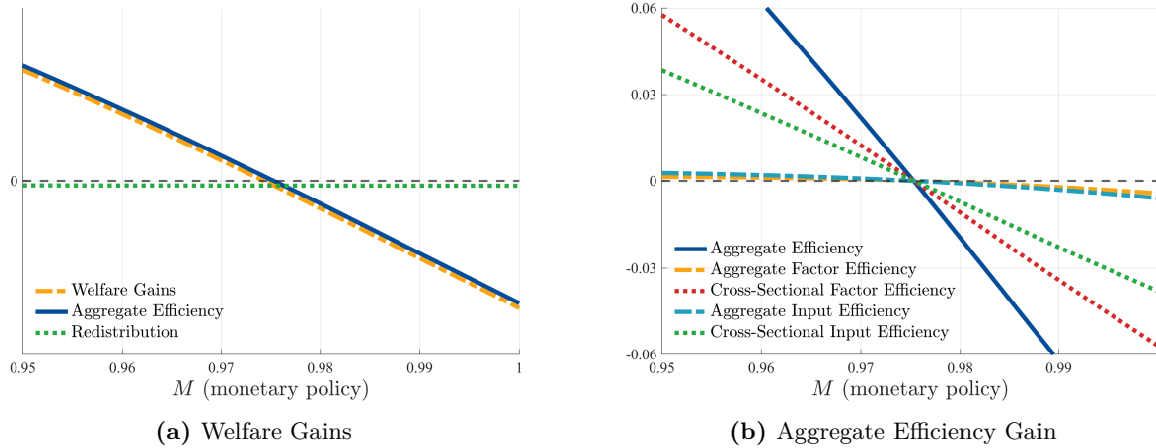 0
Welfare Gains
Aggregate Efficiency
Redistribution
0.95 0.96 0.97 0.98 0.99 1
M (monetary policy)
(a) Welfare Gains
0.06
0.03
0
-0.03
-0.06
Aggregate Efficiency
Aggregate Factor Efficiency
Cross-Sectional Factor Efficiency
Aggregate Input Efficiency
Cross-Sectional Input Efficiency
0.95 0.96 0.97 0.98 0.99
M (monetary policy)
(b) Aggregate Efficiency Gain